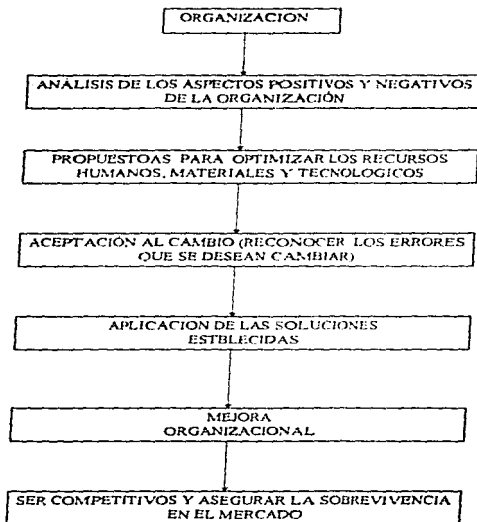 ORGANIZACION
ANÁLISIS DE LOS ASPECTOS POSITIVOS Y NEGATIVOS
DE LA ORGANIZACIÓN
PROPUESTOAS PARA OPTIMIZAR LOS RECURSOS
HUMANOS, MATERIALES Y TECNOLOGICOS
ACEPTACIÓN AL CAMBIO (RECONOCER LOS ERRORES
QUE SE DESEAN CAMBIAR)
APLICACION DE LAS SOLUCIONES
ESTBLECIDAS
MEJORA
ORGANIZACIONAL
SER COMPETITIVOS Y ASEGURAR LA SOBREVIVENCIA
EN EL MERCADO